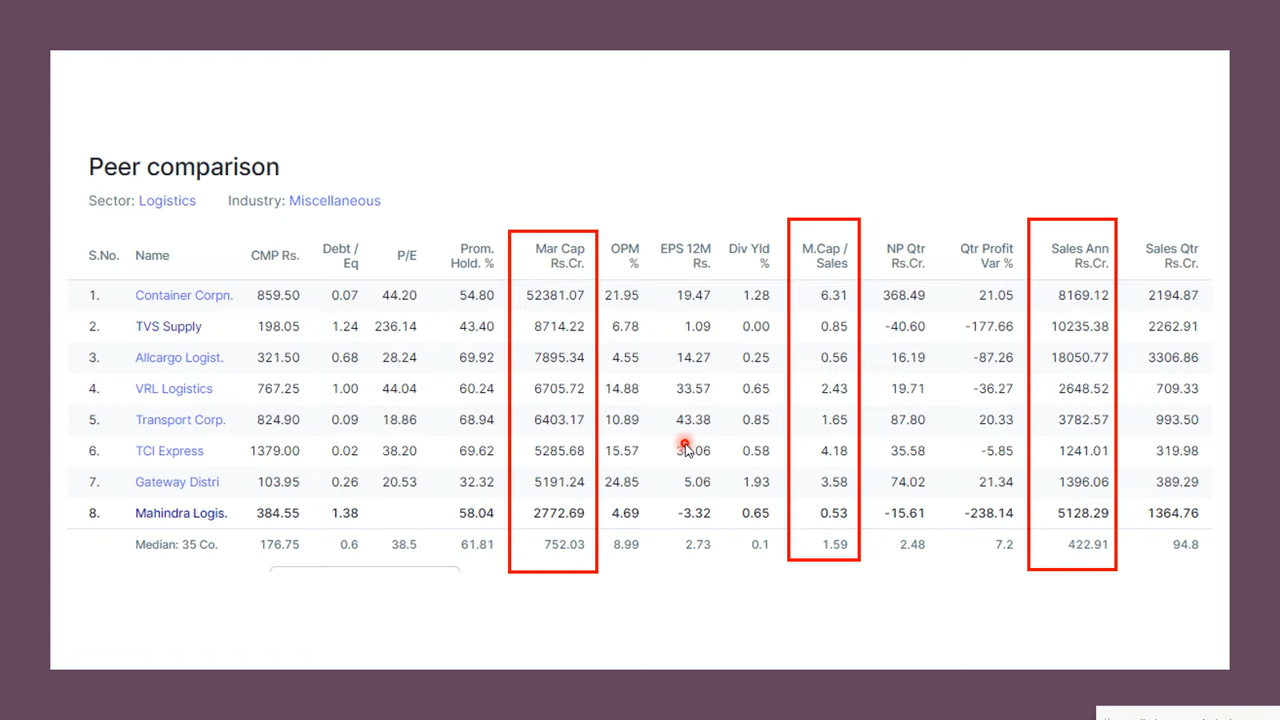 Peer comparison
Sector: Logistics Industry: Miscellaneous
S.No. Name CMP Rs. Debt / Eq P/E Prom. Hold. % Mar Cap Rs.Cr. OPM % EPS 12M Rs. Div Yld % M.Cap / Sales NP Qtr Rs.Cr. Qtr Profit Var % Sales Ann Rs.Cr. Sales Qtr Rs.Cr.
1. Container Corpn. 859.50 0.07 44.20 54.80 52381.07 21.95 19.47 1.28 6.31 368.49 21.05 8169.12 2194.87
2. TVS Supply 198.05 1.24 236.14 43.40 8714.22 6.78 1.09 0.00 0.85 -40.60 -177.66 10235.38 2262.91
3. Allcargo Logist. 321.50 0.68 28.24 69.92 7895.34 4.55 14.27 0.25 0.56 16.19 -87.26 18050.77 3306.86
4. VRL Logistics 767.25 1.00 44.04 60.24 6705.72 14.88 33.57 0.65 2.43 19.71 -36.27 2648.52 709.33
5. Transport Corp. 824.90 0.09 18.86 68.94 6403.17 10.89 43.38 0.85 1.65 87.80 20.33 3782.57 993.50
6. TCI Express 1379.00 0.02 38.20 69.62 5285.68 15.57 0.58 4.18 35.58 -5.85 1241.01 319.98
7. Gateway Distri 103.95 0.26 20.53 32.32 5191.24 24.85 5.06 1.93 3.58 74.02 21.34 1396.06 389.29
8. Mahindra Logis. 384.55 1.38 58.04 2772.69 4.69 -3.32 0.65 0.53 -15.61 -238.14 5128.29 1364.76
Median: 35 Co. 176.75 0.6 38.5 61.81 752.03 8.99 2.73 0.1 1.59 2.48 7.2 422.91 94.8